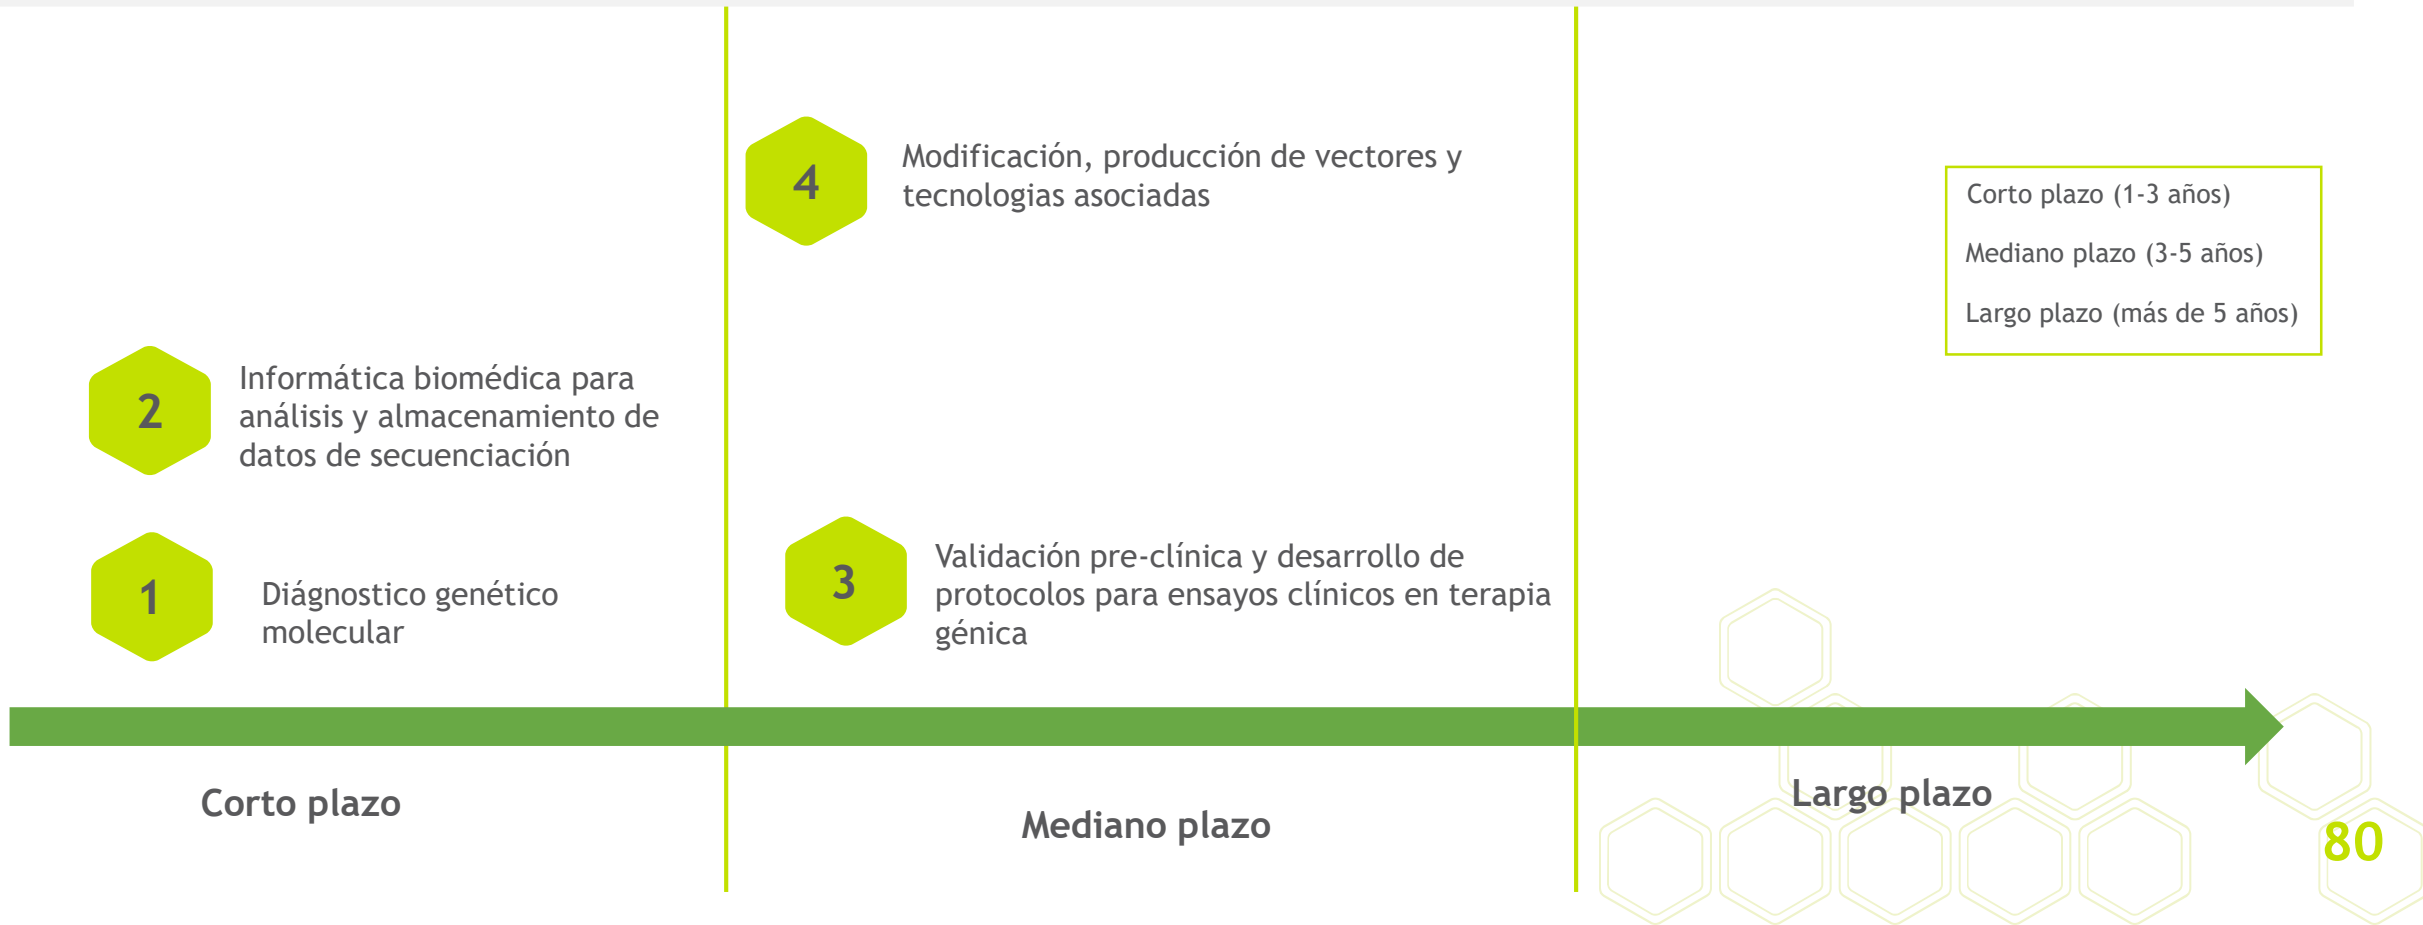 4
Modificación, producción de vectores y
tecnologias asociadas
Corto plazo (1-3 años)
Mediano plazo (3-5 años)
Largo plazo (más de 5 años)
2
Informática biomédica para
análisis y almacenamiento de
datos de secuenciación
1
Diágnostico genético
molecular
3
Validación pre-clínica y desarrollo de
protocolos para ensayos clínicos en terapia
génica
Corto plazo
Mediano plazo
Largo plazo
80